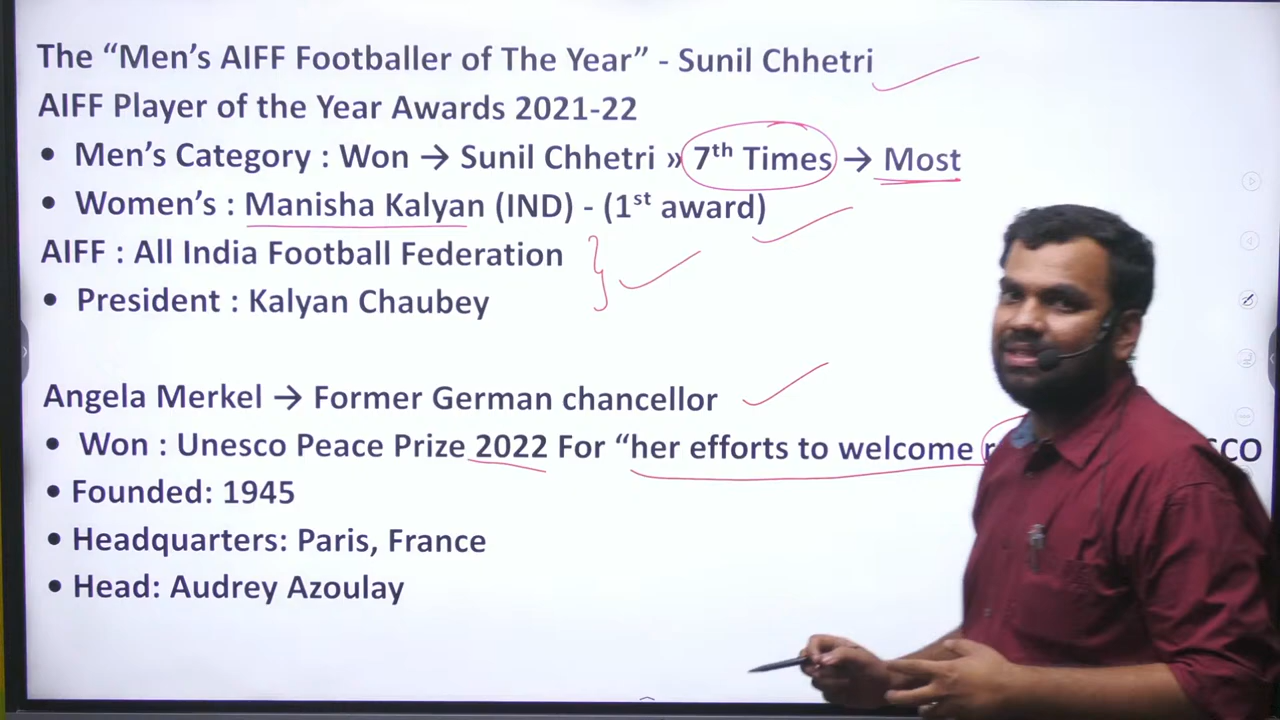 The “Men’s AIFF Footballer of The Year” - Sunil Chhetri
AIFF Player of the Year Awards 2021-22
• Men’s Category : Won → Sunil Chhetri » 7th Times → Most
• Women’s : Manisha Kalyan (IND) - (1st award)
AIFF : All India Football Federation
• President : Kalyan Chaubey
Angela Merkel → Former German chancellor
• Won : Unesco Peace Prize 2022 For “her efforts to welcome
• Founded: 1945
• Headquarters: Paris, France
• Head: Audrey Azoulay